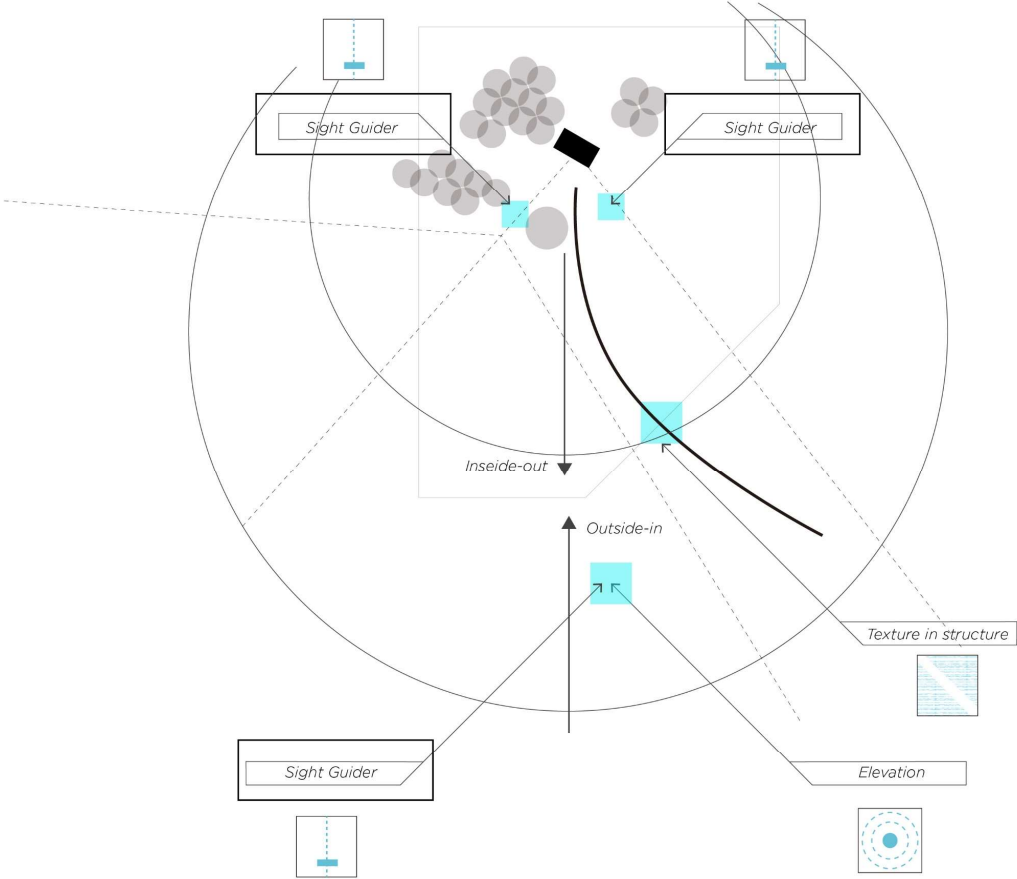 Sight Guider
Sight Guider
Inseide-out
Outside-in
Texture in structure
Sight Guider
Elevation